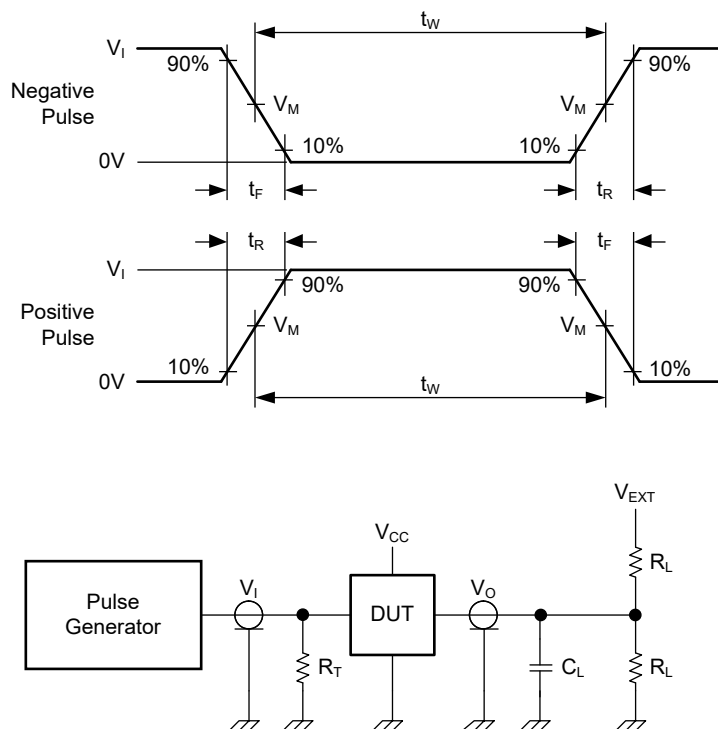 tW
VI
90%
90%
Negative
Pulse
VM
VM
10%
10%
0V
tF
tR
tR
tF
VI
90%
90%
Positive
Pulse
VM
VM
10%
10%
0V
tW
VEXT
VCC
RL
Pulse
Generator
VI
DUT
VO
RT
CL
RL